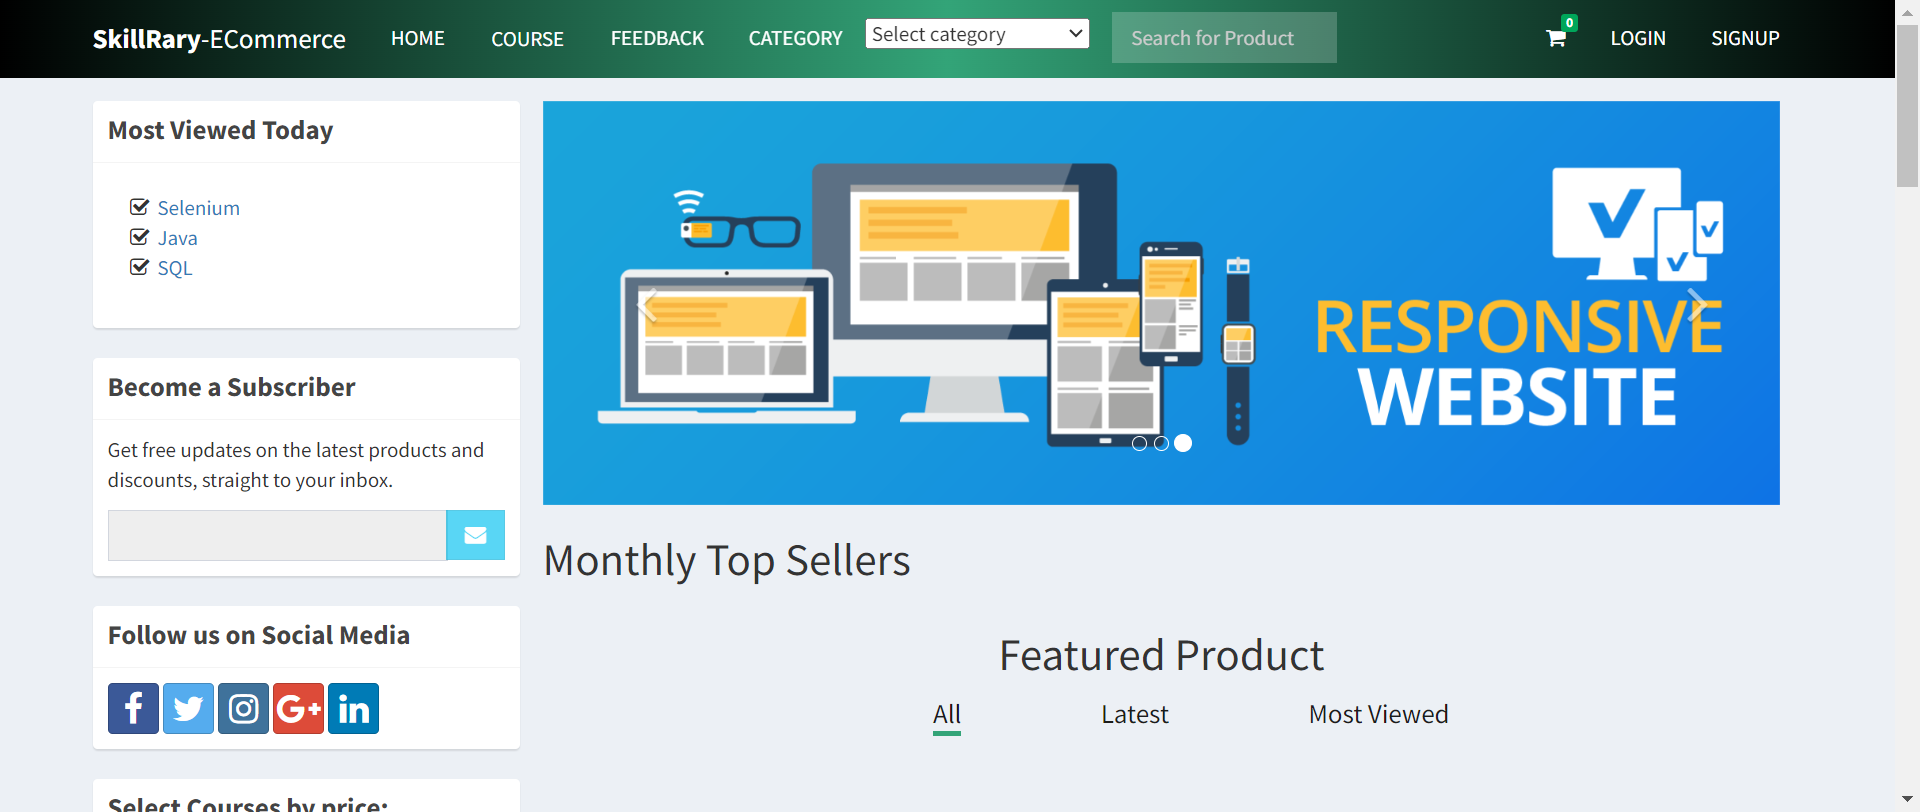 SkillRary-ECommerce HOME COURSE FEEDBACK CATEGORY Select category Search for Product 0 LOGIN SIGNUP
Most Viewed Today
Selenium
Java
SQL
Become a Subscriber
Get free updates on the latest products and
discounts, straight to your inbox.
Follow us on Social Media
f G+ in
Select Courses by price:
RESPONSIVE
WEBSITE
Monthly Top Sellers
Featured Product
All Latest Most Viewed